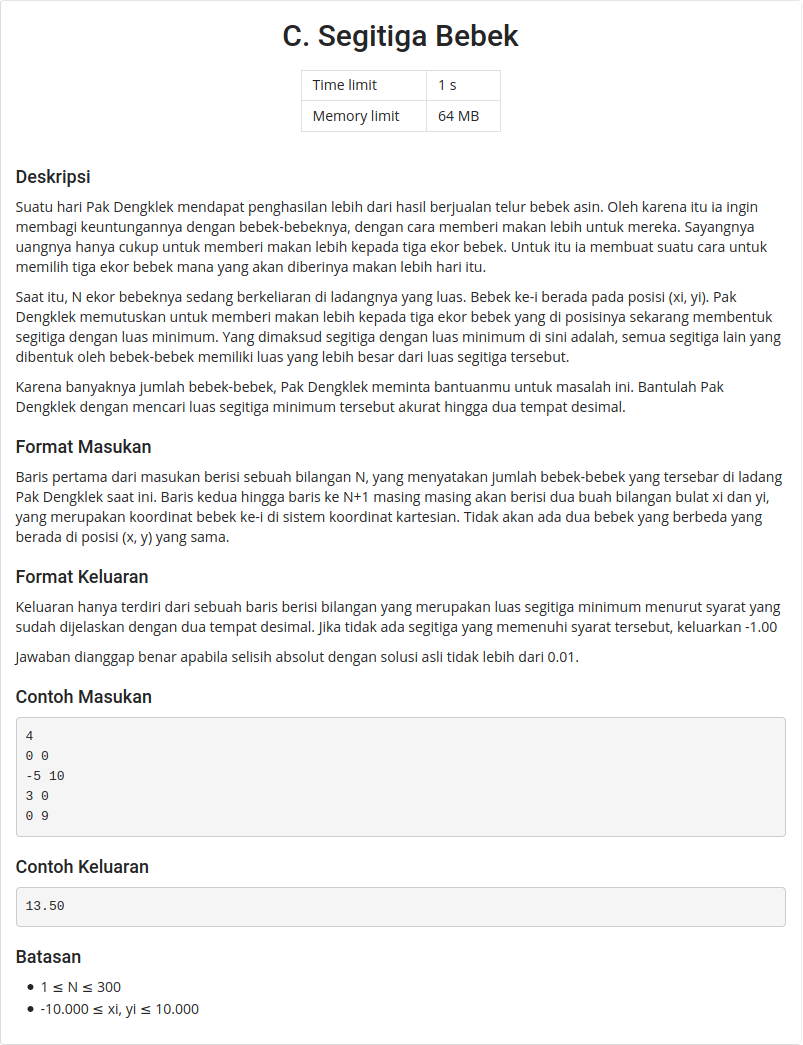 C. Segitiga Bebek
Time limit 1 s
Memory limit 64 MB
Deskripsi
Suatu hari Pak Dengklek mendapat penghasilan lebih dari hasil berjualan telur bebek asin. Oleh karena itu ia ingin
membagi keuntungannya dengan bebek-bebeknya, dengan cara memberi makan lebih untuk mereka. Sayangnya
uangnya hanya cukup untuk memberi makan lebih kepada tiga ekor bebek. Untuk itu ia membuat suatu cara untuk
memilih tiga ekor bebek mana yang akan diberinya makan lebih hari itu.
Saat itu, N ekor bebeknya sedang berkeliaran di ladangnya yang luas. Bebek ke-i berada pada posisi (xi, yi). Pak
Dengklek memutuskan untuk memberi makan lebih kepada tiga ekor bebek yang di posisinya sekarang membentuk
segitiga dengan luas minimum. Yang dimaksud segitiga dengan luas minimum di sini adalah, semua segitiga lain yang
dibentuk oleh bebek-bebek memiliki luas yang lebih besar dari luas segitiga tersebut.
Karena banyaknya jumlah bebek-bebek, Pak Dengklek meminta bantuanmu untuk masalah ini. Bantulah Pak
Dengklek dengan mencari luas segitiga minimum tersebut akurat hingga dua tempat desimal.
Format Masukan
Baris pertama dari masukan berisi sebuah bilangan N, yang menyatakan jumlah bebek-bebek yang tersebar di ladang
Pak Dengklek saat ini. Baris kedua hingga baris ke N+1 masing masing akan berisi dua buah bilangan bulat xi dan yi,
yang merupakan koordinat bebek ke-i di sistem koordinat kartesian. Tidak akan ada dua bebek yang berbeda yang
berada di posisi (x, y) yang sama.
Format Keluaran
Keluaran hanya terdiri dari sebuah baris berisi bilangan yang merupakan luas segitiga minimum menurut syarat yang
sudah dijelaskan dengan dua tempat desimal. Jika tidak ada segitiga yang memenuhi syarat tersebut, keluarkan -1.00
Jawaban dianggap benar apabila selisih absolut dengan solusi asli tidak lebih dari 0.01.
Contoh Masukan
4
0 0
-5 10
3 0
0 9
Contoh Keluaran
13.50
Batasan
• 1 ≤ N ≤ 300
• -10.000 ≤ xi, yi ≤ 10.000